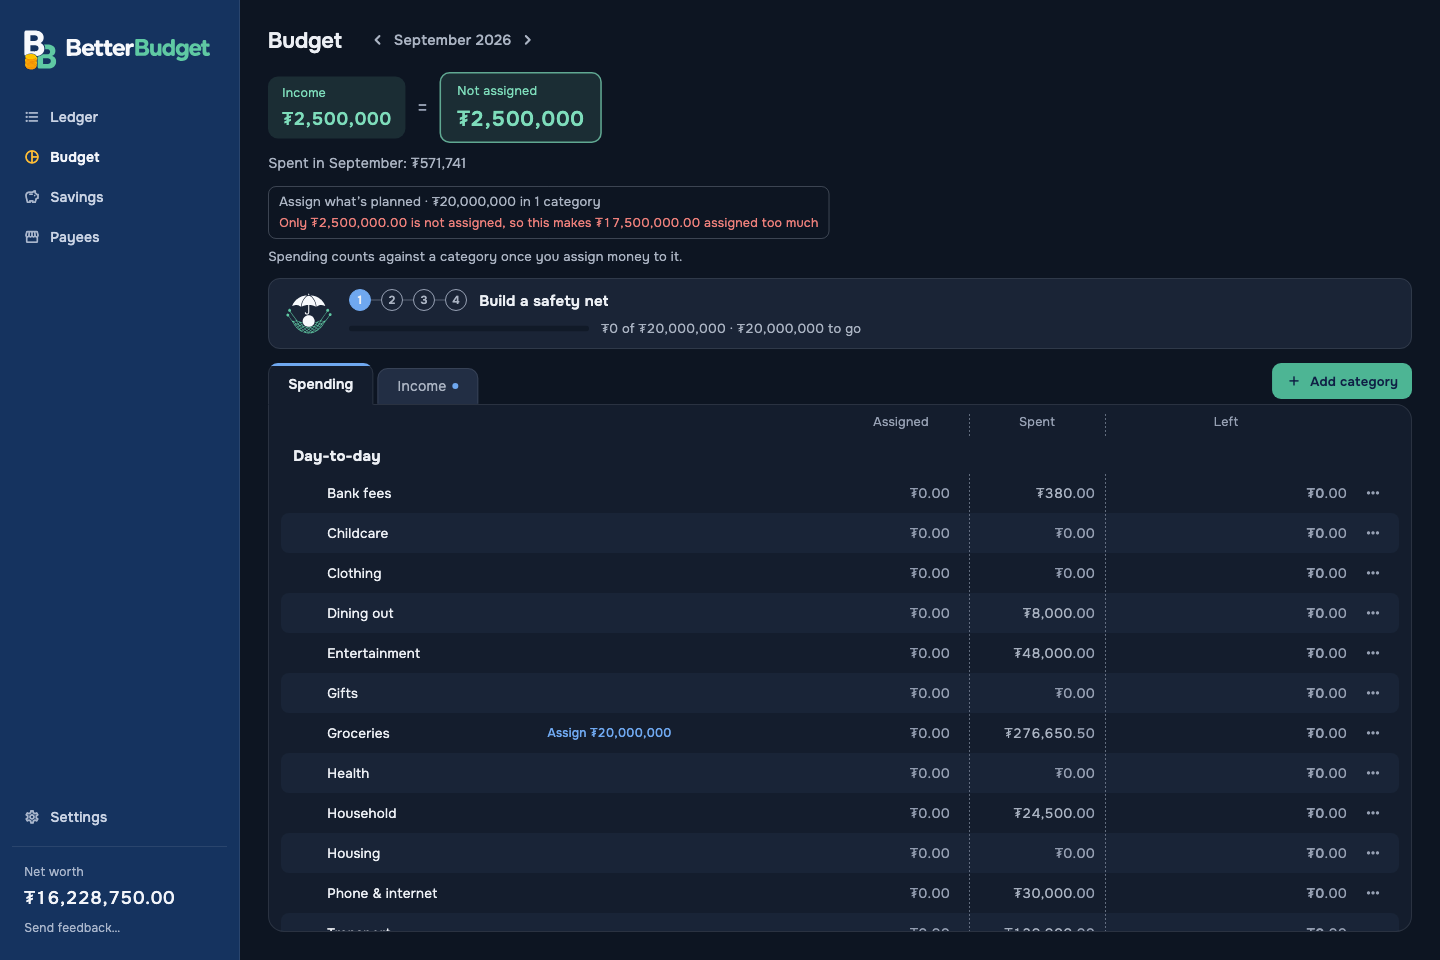 BetterBudget
Ledger
Budget
Savings
Payees
Settings
Net worth
₮16,228,750.00
Send feedback...
Budget
September 2026
Income
₮2,500,000
=
Not assigned
₮2,500,000
Spent in September: ₮571,741
Assign what's planned · ₮20,000,000 in 1 category
Only ₮2,500,000.00 is not assigned, so this makes ₮17,500,000.00 assigned too much
Spending counts against a category once you assign money to it.
1 2 3 4 Build a safety net
₮0 of ₮20,000,000 · ₮20,000,000 to go
Spending
Income
+ Add category
Assigned Spent Left
Day-to-day
Bank fees ₮0.00 ₮380.00 ₮0.00
Childcare ₮0.00 ₮0.00 ₮0.00
Clothing ₮0.00 ₮0.00 ₮0.00
Dining out ₮0.00 ₮8,000.00 ₮0.00
Entertainment ₮0.00 ₮48,000.00 ₮0.00
Gifts ₮0.00 ₮0.00 ₮0.00
Groceries Assign ₮20,000,000 ₮0.00 ₮276,650.50 ₮0.00
Health ₮0.00 ₮0.00 ₮0.00
Household ₮0.00 ₮24,500.00 ₮0.00
Housing ₮0.00 ₮0.00 ₮0.00
Phone & internet ₮0.00 ₮30,000.00 ₮0.00